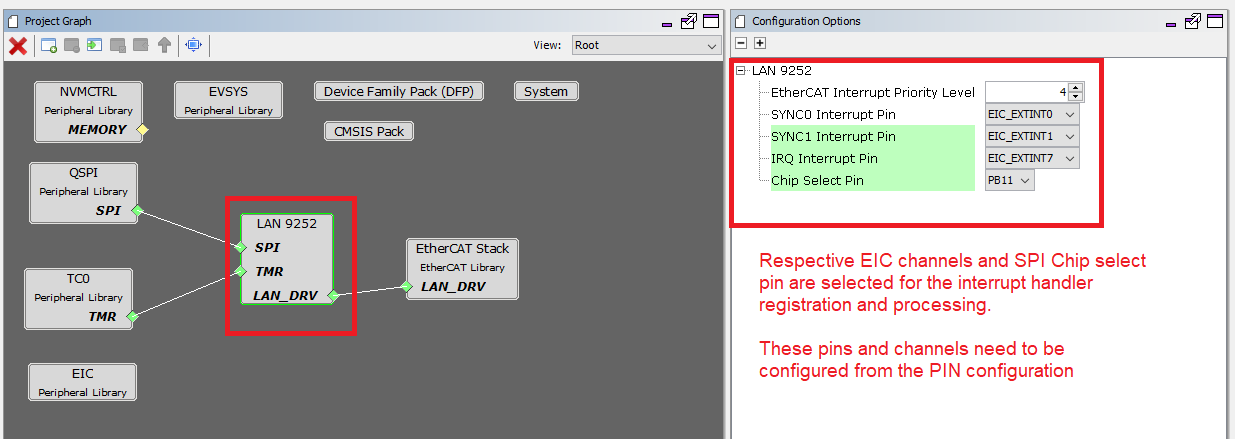 Project Graph
View: Root
NVMCTRL
Peripheral Library
MEMORY
EVSYS
Peripheral Library
Device Family Pack (DFP)
System
CMSIS Pack
QSPI
Peripheral Library
SPI
LAN 9252
SPI
TMR
LAN_DRV
EtherCAT Stack
EtherCAT Library
LAN_DRV
TC0
Peripheral Library
TMR
EIC
Peripheral Library
Configuration Options
LAN 9252
EtherCAT Interrupt Priority Level 4
SYNC0 Interrupt Pin EIC_EXTINT0
SYNC1 Interrupt Pin EIC_EXTINT1
IRQ Interrupt Pin EIC_EXTINT7
Chip Select Pin PB11
Respective EIC channels and SPI Chip select
pin are selected for the interrupt handler
registration and processing.
These pins and channels need to be
configured from the PIN configuration